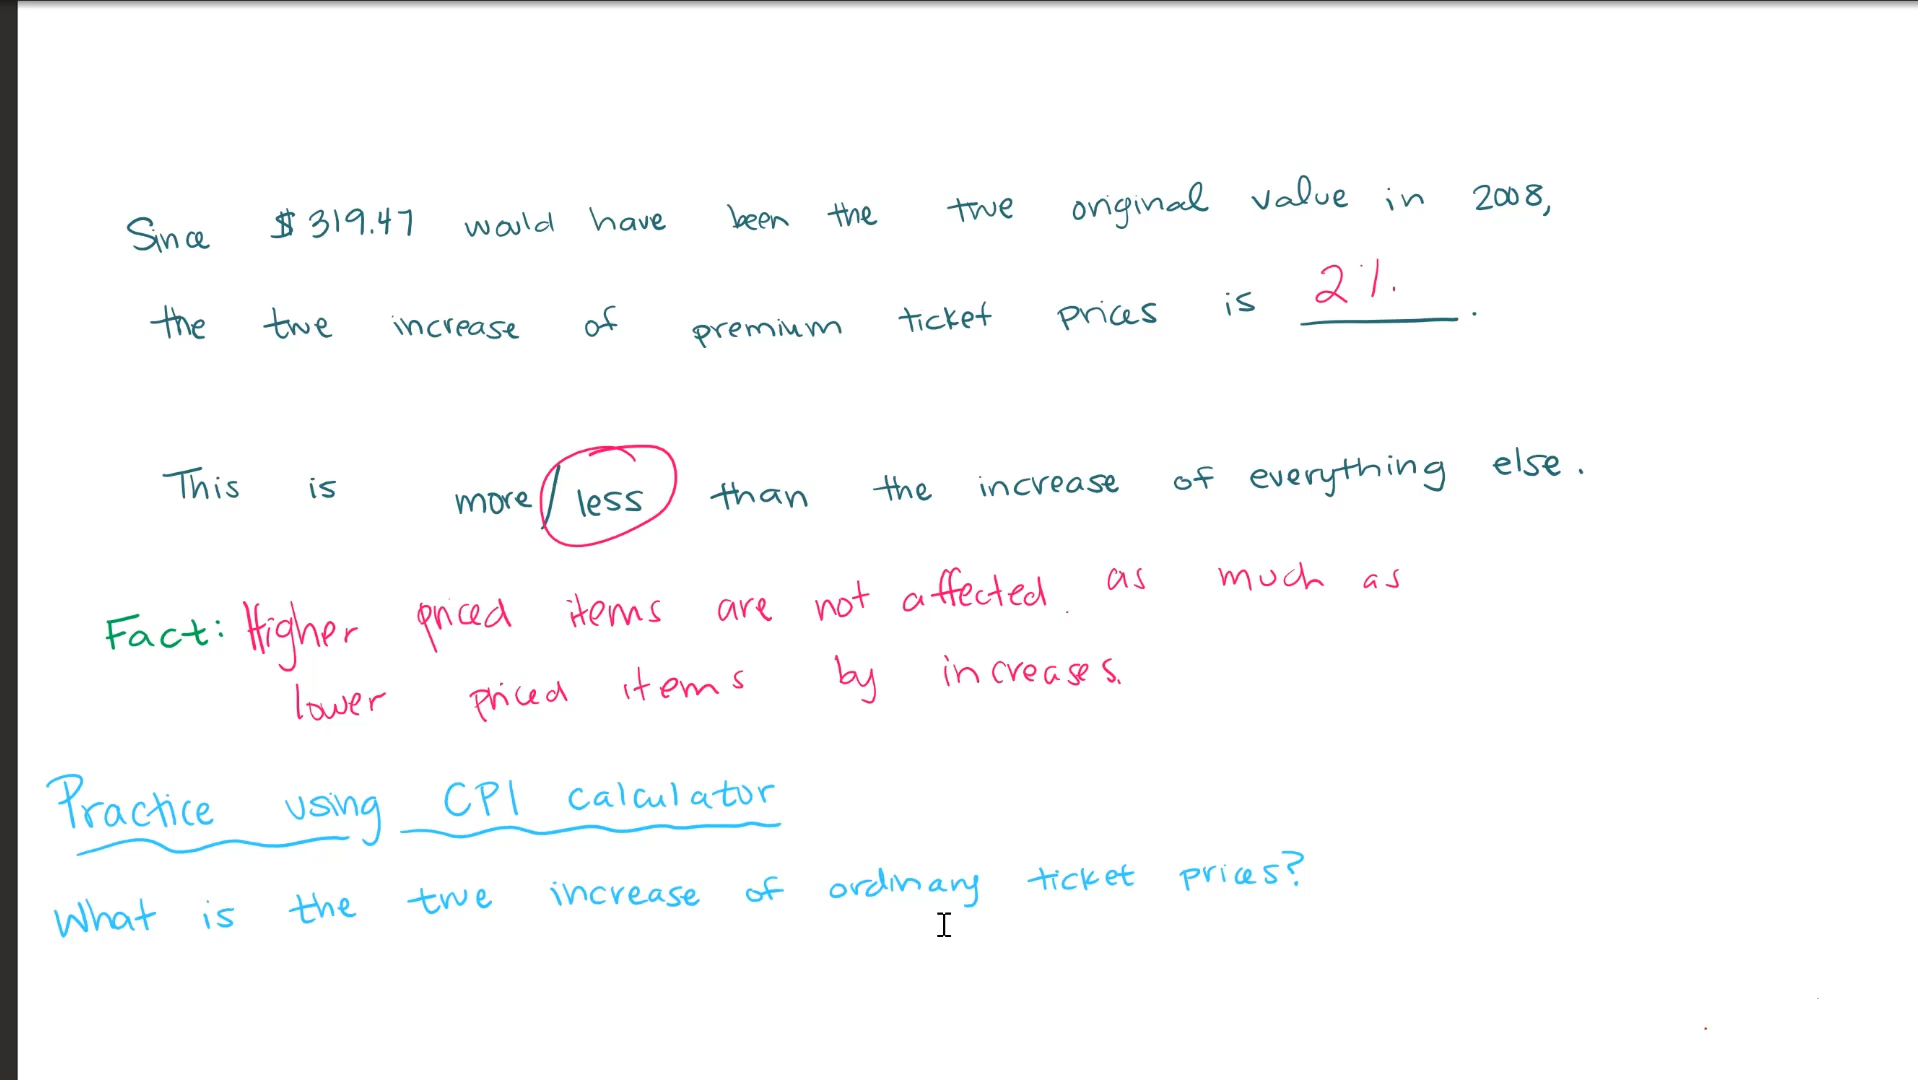 Since $319.47 would have been the true original value in 2008,
the true increase of premium ticket prices is 2%.
This is more/less than the increase of everything else.
Fact: Higher priced items are not affected as much as
lower priced items by increases.
Practice using CPI calculator
What is the true increase of ordinary ticket prices?